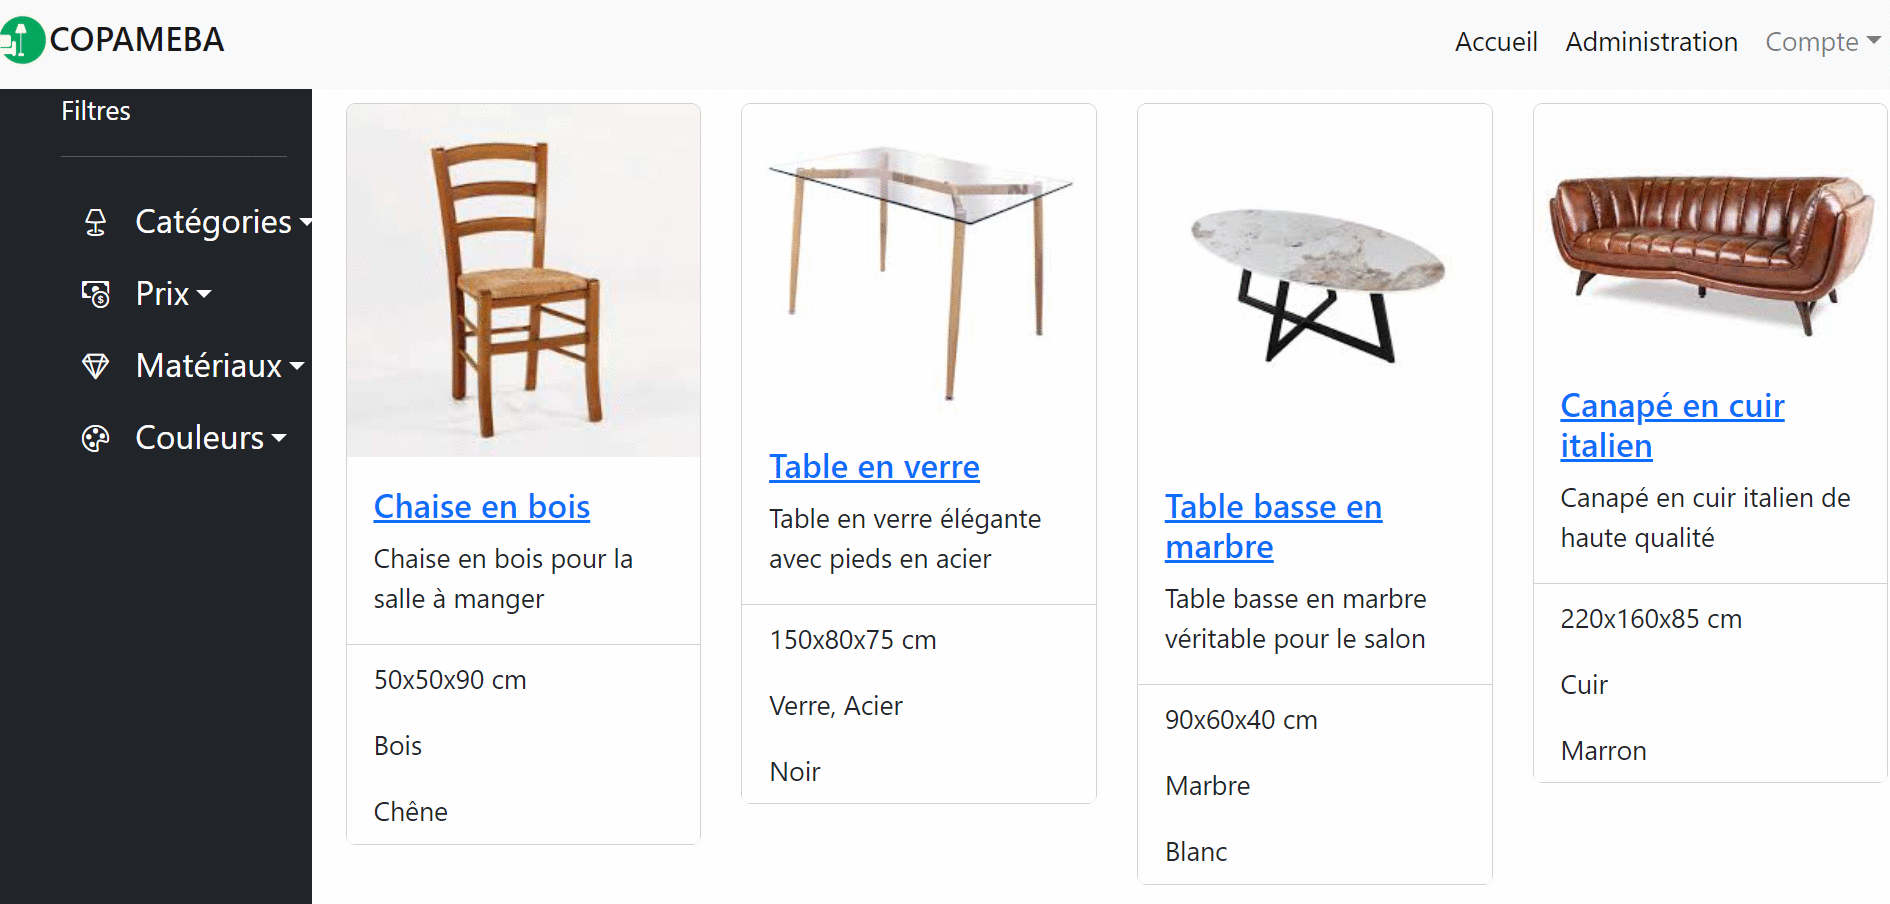 COPAMEBA
Accueil Administration Compte
Filtres
Catégories
Prix
Matériaux
Couleurs
Chaise en bois
Chaise en bois pour la
salle à manger
50x50x90 cm
Bois
Chêne
Table en verre
Table en verre élégante
avec pieds en acier
150x80x75 cm
Verre, Acier
Noir
Table basse en
marbre
Table basse en marbre
véritable pour le salon
90x60x40 cm
Marbre
Blanc
Canapé en cuir
italien
Canapé en cuir italien de
haute qualité
220x160x85 cm
Cuir
Marron